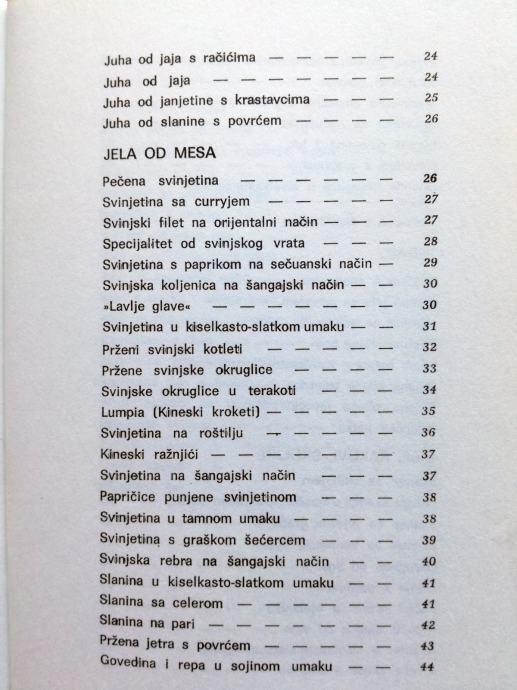 Juha od jaja s račićima — — — — — — 24
Juha od jaja — — — — — — — — — 24
Juha od janjetine s krastavcima — — — — 25
Juha od slanine s povrćem — — — — — 26
JELA OD MESA
Pečena svinjetina — — — — — — — — 26
Svinjetina sa curryjem — — — — — — 27
Svinjski filet na orijentalni način — — — — 27
Specijalitet od svinjskog vrata — — — — 28
Svinjetina s paprikom na sečuanski način — 29
Svinjska koljenica na šangajski način — — — 30
»Lavlje glave« — — — — — — — — — 30
Svinjetina u kiselkasto-slatkom umaku — — — 31
Prženi svinjski kotleti — — — — — — 32
Pržene svinjske okruglice — — — — — 33
Svinjske okruglice u terakoti — — — — 34
Lumpia (Kineski kroketi) — — — — — — 35
Svinjetina na roštilju — — — — — — 36
Kineski ražnjići — — — — — — — — — 37
Svinjetina na šangajski način — — — — 37
Papričice punjene svinjetinom — — — — 38
Svinjetina u tamnom umaku — — — — — 38
Svinjetina s graškom šećercem — — — — 39
Svinjska rebra na šangajski način — — — 40
Slanina u kiselkasto-slatkom umaku — — — 41
Slanina sa celerom — — — — — — — 41
Slanina na pari — — — — — — — — 42
Pržena jetra s povrćem — — — — — — 43
Govedina i repa u sojinom umaku — — — 44